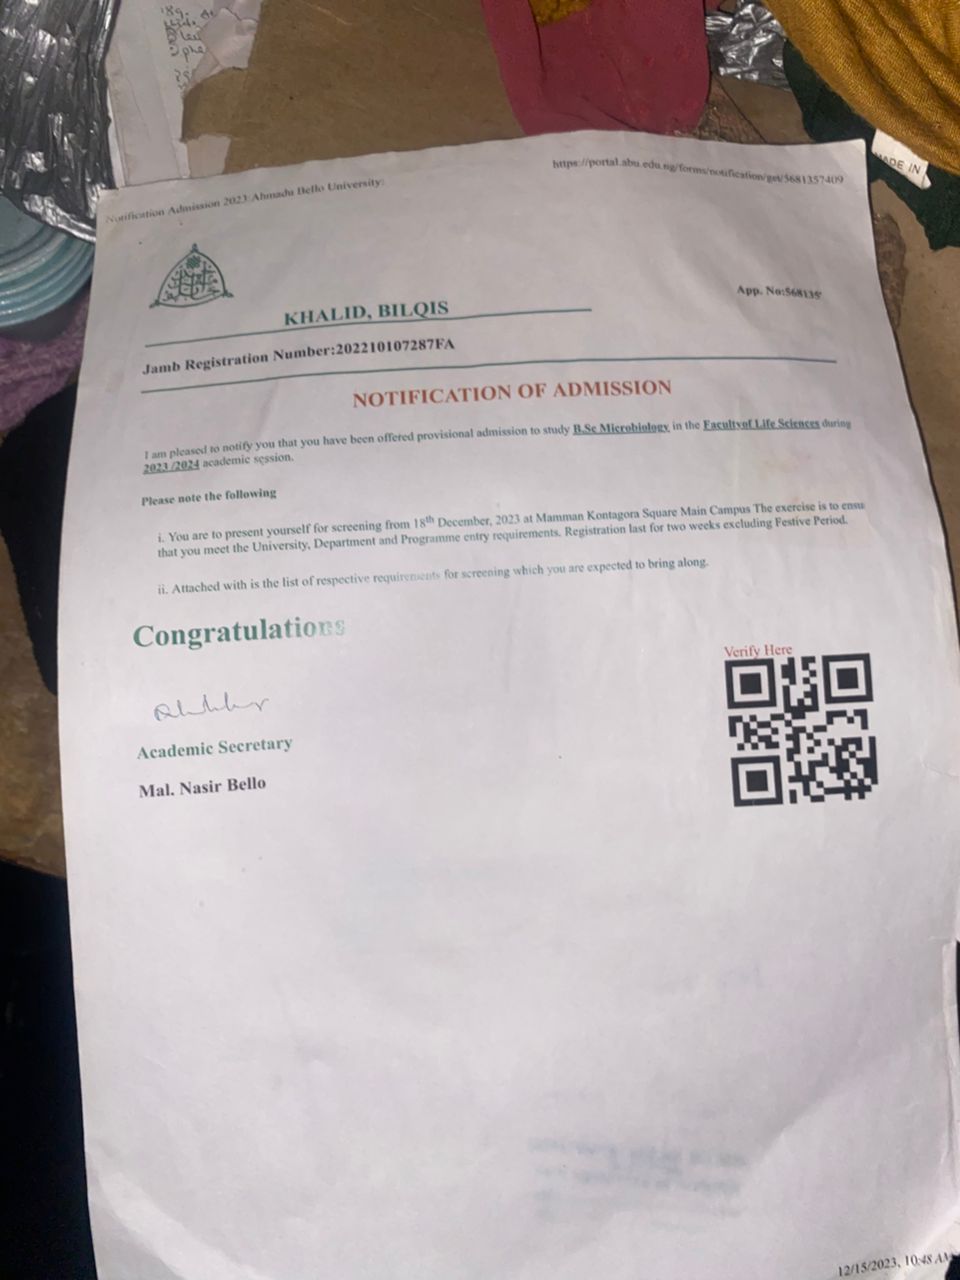 MADE IN
Notification Admission 2023:Ahmadu Bello University:
https://portal.abu.edu.ng/forms/notification/get/5681357409
App. No:568135
KHALID, BILQIS
Jamb Registration Number:202210107287FA
NOTIFICATION OF ADMISSION
I am pleased to notify you that you have been offered provisional admission to study B.Sc Microbiology in the Facultyof Life Sciences during
2023 /2024 academic session.
Please note the following
i. You are to present yourself for screening from 18th December, 2023 at Mamman Kontagora Square Main Campus The exercise is to ensu
that you meet the University, Department and Programme entry requirements. Registration last for two weeks excluding Festive Period.
ii. Attached with is the list of respective requirements for screening which you are expected to bring along.
Congratulations
Verify Here
Academic Secretary
Mal. Nasir Bello
12/15/2023, 10:48 AM